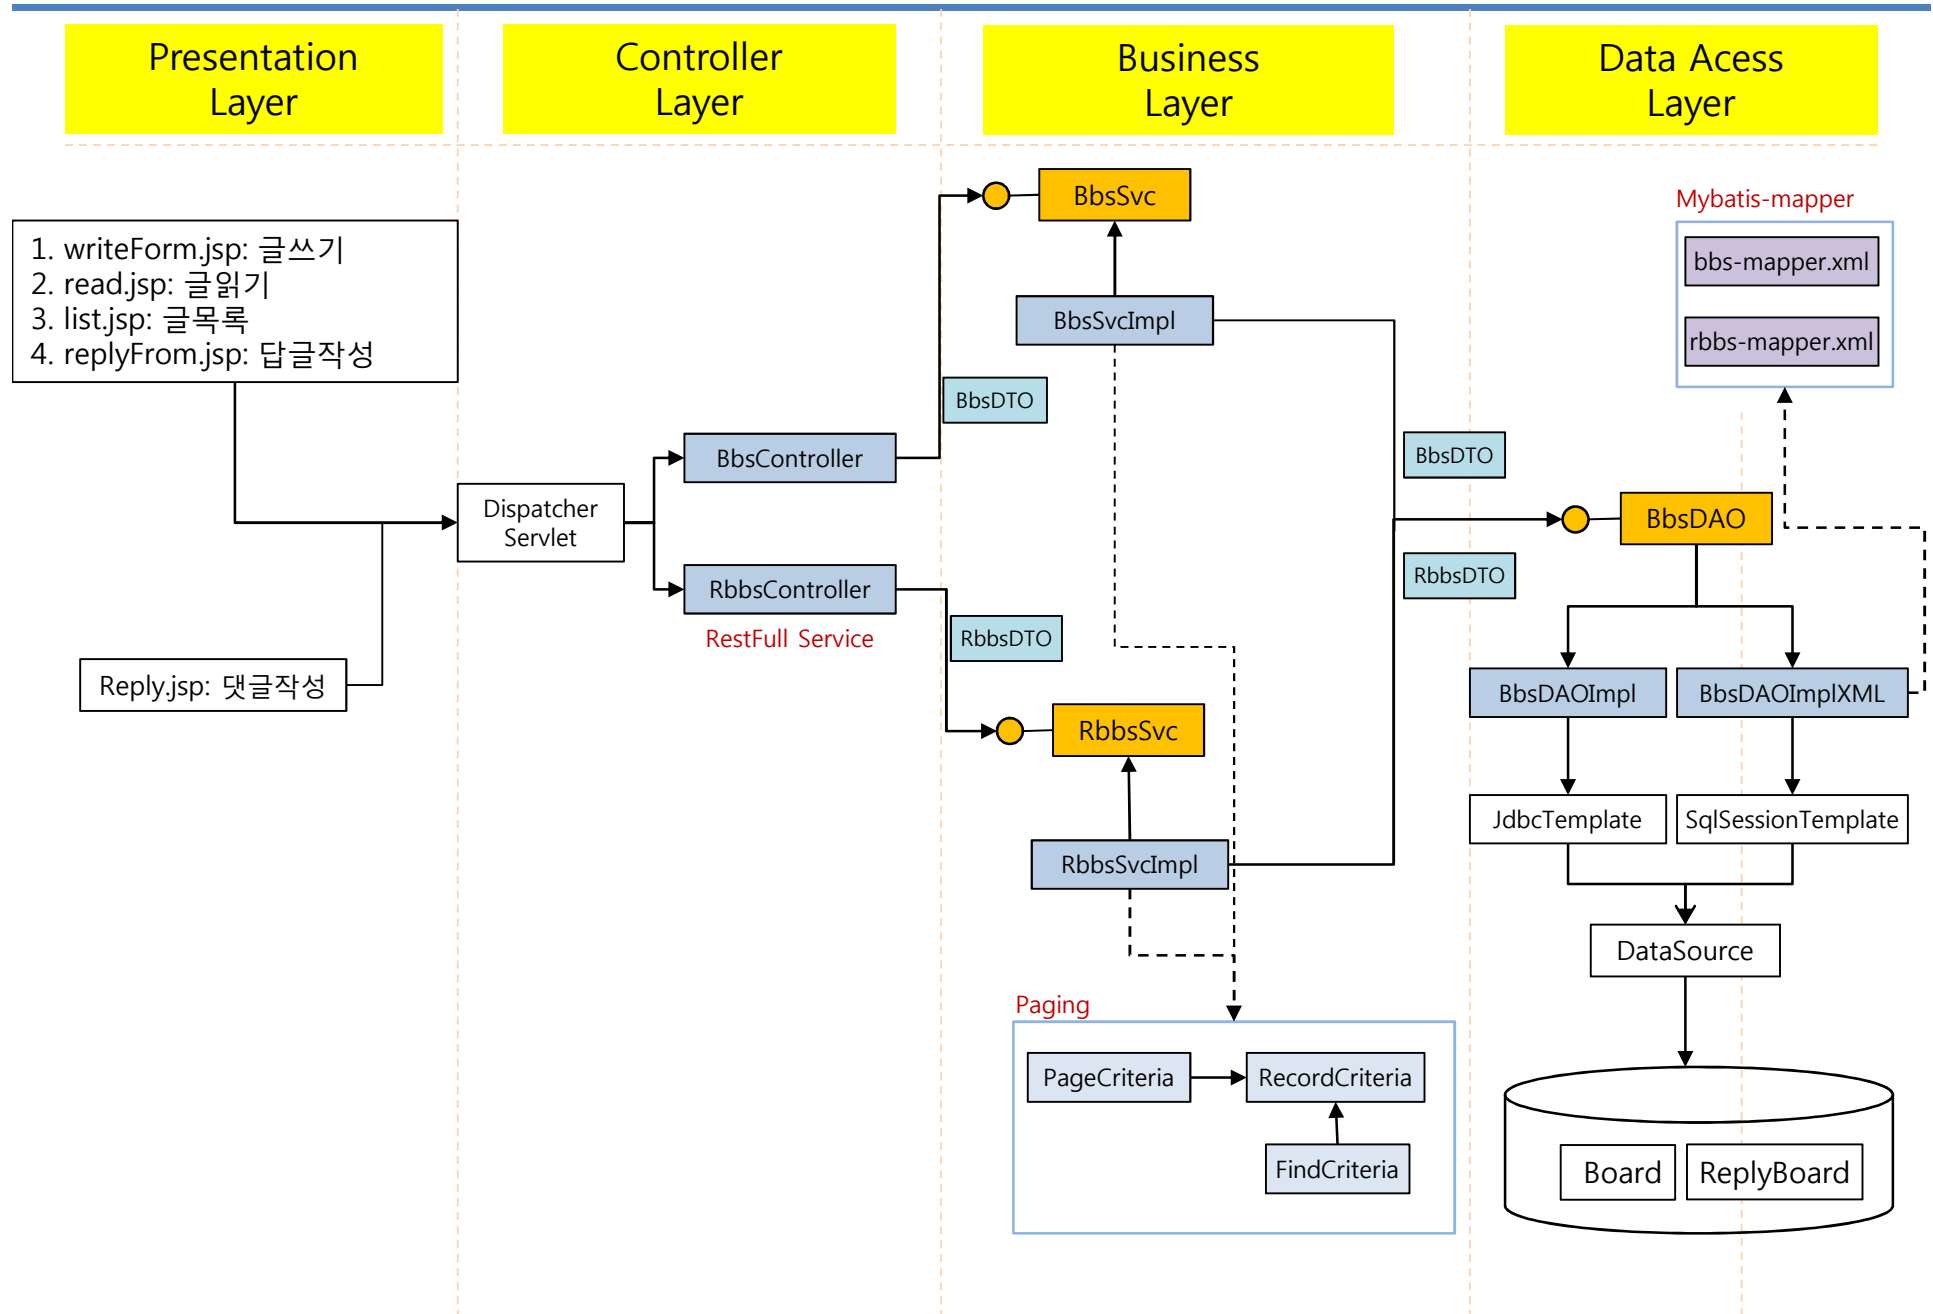 Presentation
Layer
Controller
Layer
Business
Layer
Data Acess
Layer
1. writeForm.jsp: 글쓰기
2. read.jsp: 글읽기
3. list.jsp: 글목록
4. replyFrom.jsp: 답글작성
Reply.jsp: 댓글작성
Dispatcher
Servlet
BbsController
RbbsController
RestFull Service
BbsSvc
BbsSvcImpl
BbsDTO
RbbsDTO
RbbsSvc
RbbsSvcImpl
Paging
PageCriteria
RecordCriteria
FindCriteria
BbsDTO
RbbsDTO
Mybatis-mapper
bbs-mapper.xml
rbbs-mapper.xml
BbsDAO
BbsDAOImpl
BbsDAOImplXML
JdbcTemplate
SqlSessionTemplate
DataSource
Board
ReplyBoard